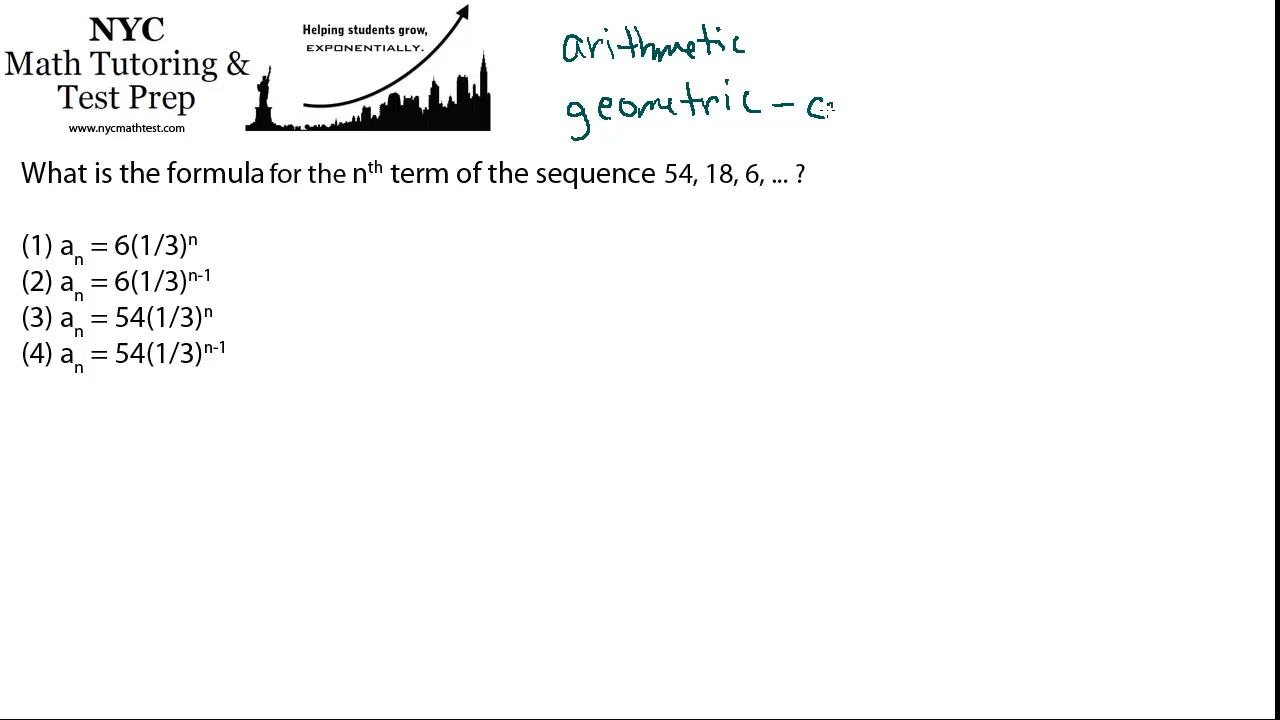 NYC
Math Tutoring &
Test Prep
www.nycmathtest.com
Helping students grow,
EXPONENTIALLY.
arithmetic
geometric - c
What is the formula for the nth term of the sequence 54, 18, 6, ... ?
(1) an = 6(1/3)n
(2) an = 6(1/3)n-1
(3) an = 54(1/3)n
(4) an = 54(1/3)n-1